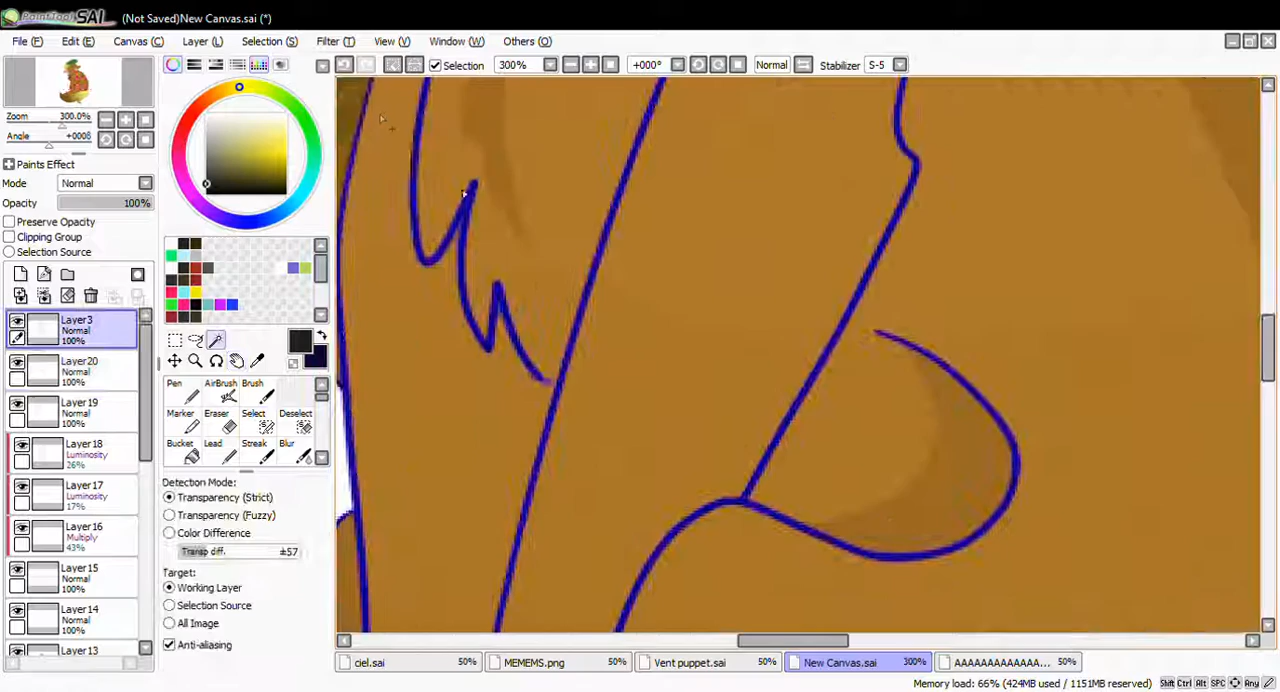 PaintTool SAI (Not Saved)New Canvas.sai (*)
File (F) Edit (E) Canvas (C) Layer (L) Selection (S) Filter (T) View (V) Window (W) Others (O)
Selection 300% +000° Normal Stabilizer S-5
Zoom 300.0%
Angle +000ß
Paints Effect
Mode Normal
Opacity 100%
Preserve Opacity
Clipping Group
Selection Source
Layer3
Normal
100%
Layer20
Normal
100%
Layer19
Normal
100%
Layer18
Luminosity
26%
Layer17
Luminosity
17%
Layer16
Multiply
43%
Layer15
Normal
100%
Layer14
Normal
100%
Layer13
Pen AirBrush Brush
Marker Eraser Select Deselect
Bucket Lead Streak Blur
Detection Mode:
Transparency (Strict)
Transparency (Fuzzy)
Color Difference
Transp diff. ±57
Target:
Working Layer
Selection Source
All Image
Anti-aliasing
ciel.sai 50% MEMEMS.png 50% Vent puppet.sai 50% New Canvas.sai 300% AAAAAAAAAAAAA... 50%
Memory load: 66% (424MB used / 1151MB reserved) Shift Ctrl Alt SPC Any